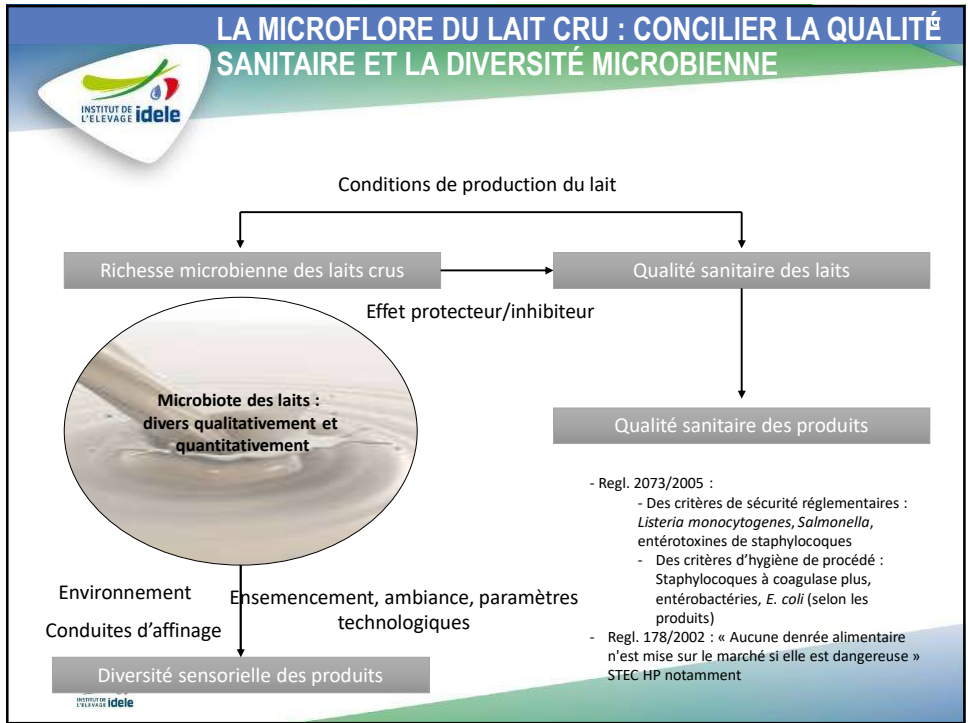 LA MICROFLORE DU LAIT CRU : CONCILIER LA QUALITÉ
SANITAIRE ET LA DIVERSITÉ MICROBIENNE
INSTITUT DE
L'ELEVAGE idele
Conditions de production du lait
Richesse microbienne des laits crus
Qualité sanitaire des laits
Effet protecteur/inhibiteur
Microbiote des laits :
divers qualitativement et
quantitativement
Qualité sanitaire des produits
- Regl. 2073/2005 :
- Des critères de sécurité réglementaires :
Listeria monocytogenes, Salmonella,
entérotoxines de staphylocoques
- Des critères d’hygiène de procédé :
Staphylocoques à coagulase plus,
entérobactéries, E. coli (selon les
produits)
- Regl. 178/2002 : « Aucune denrée alimentaire
n'est mise sur le marché si elle est dangereuse »
STEC HP notamment
Environnement
Conduites d’affinage
Ensemencement, ambiance, paramètres
technologiques
Diversité sensorielle des produits
INSTITUT DE
L'ELEVAGE idele